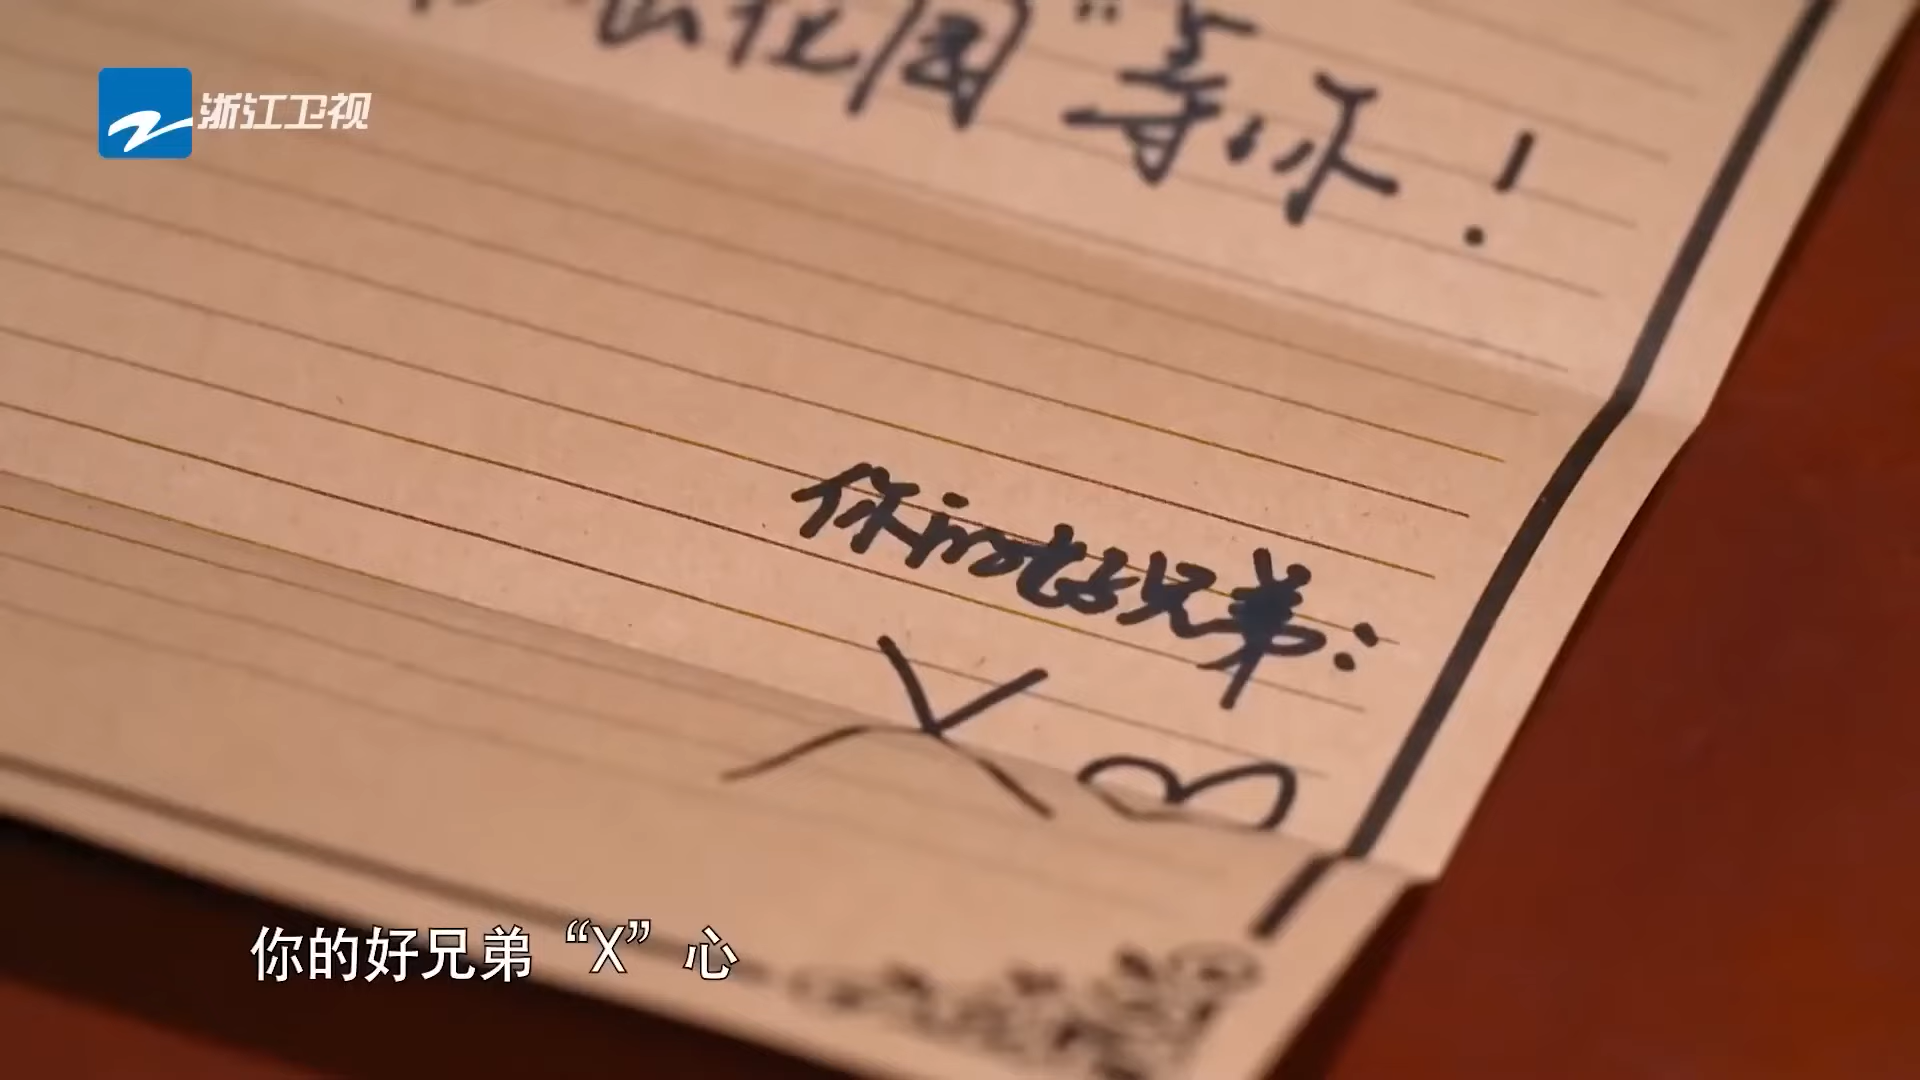 花园”等你！
浙江卫视
你的好兄弟：
X
你的好兄弟“X”心